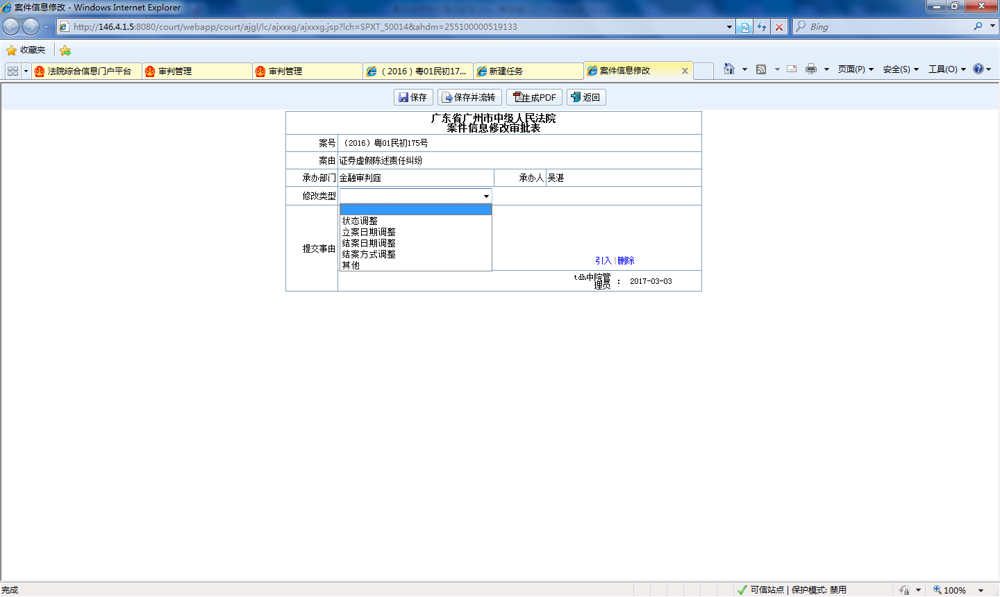 案件信息修改 - Windows Internet Explorer
http://146.4.1.5:8080/court/webapp/court/ajgl/lc/ajxxxg/ajxxxg.jsp?lch=SPXT_50014&ahdm=255100000519133
Bing
收藏夹
法院综合信息门户平台
审判管理
审判管理
（2016）粤01民初17...
新建任务
案件信息修改
页面(P)
安全(S)
工具(O)
保存
保存并流转
生成PDF
返回
广东省广州市中级人民法院
案件信息修改审批表
案号 （2016）粤01民初175号
案由 证券虚假陈述责任纠纷
承办部门 金融审判庭 承办人 吴湛
修改类型
状态调整
立案日期调整
结案日期调整
结案方式调整
其他
提交事由
引入 | 删除
tdh中院管
理员 ： 2017-03-03
完成
可信站点 | 保护模式: 禁用
100%